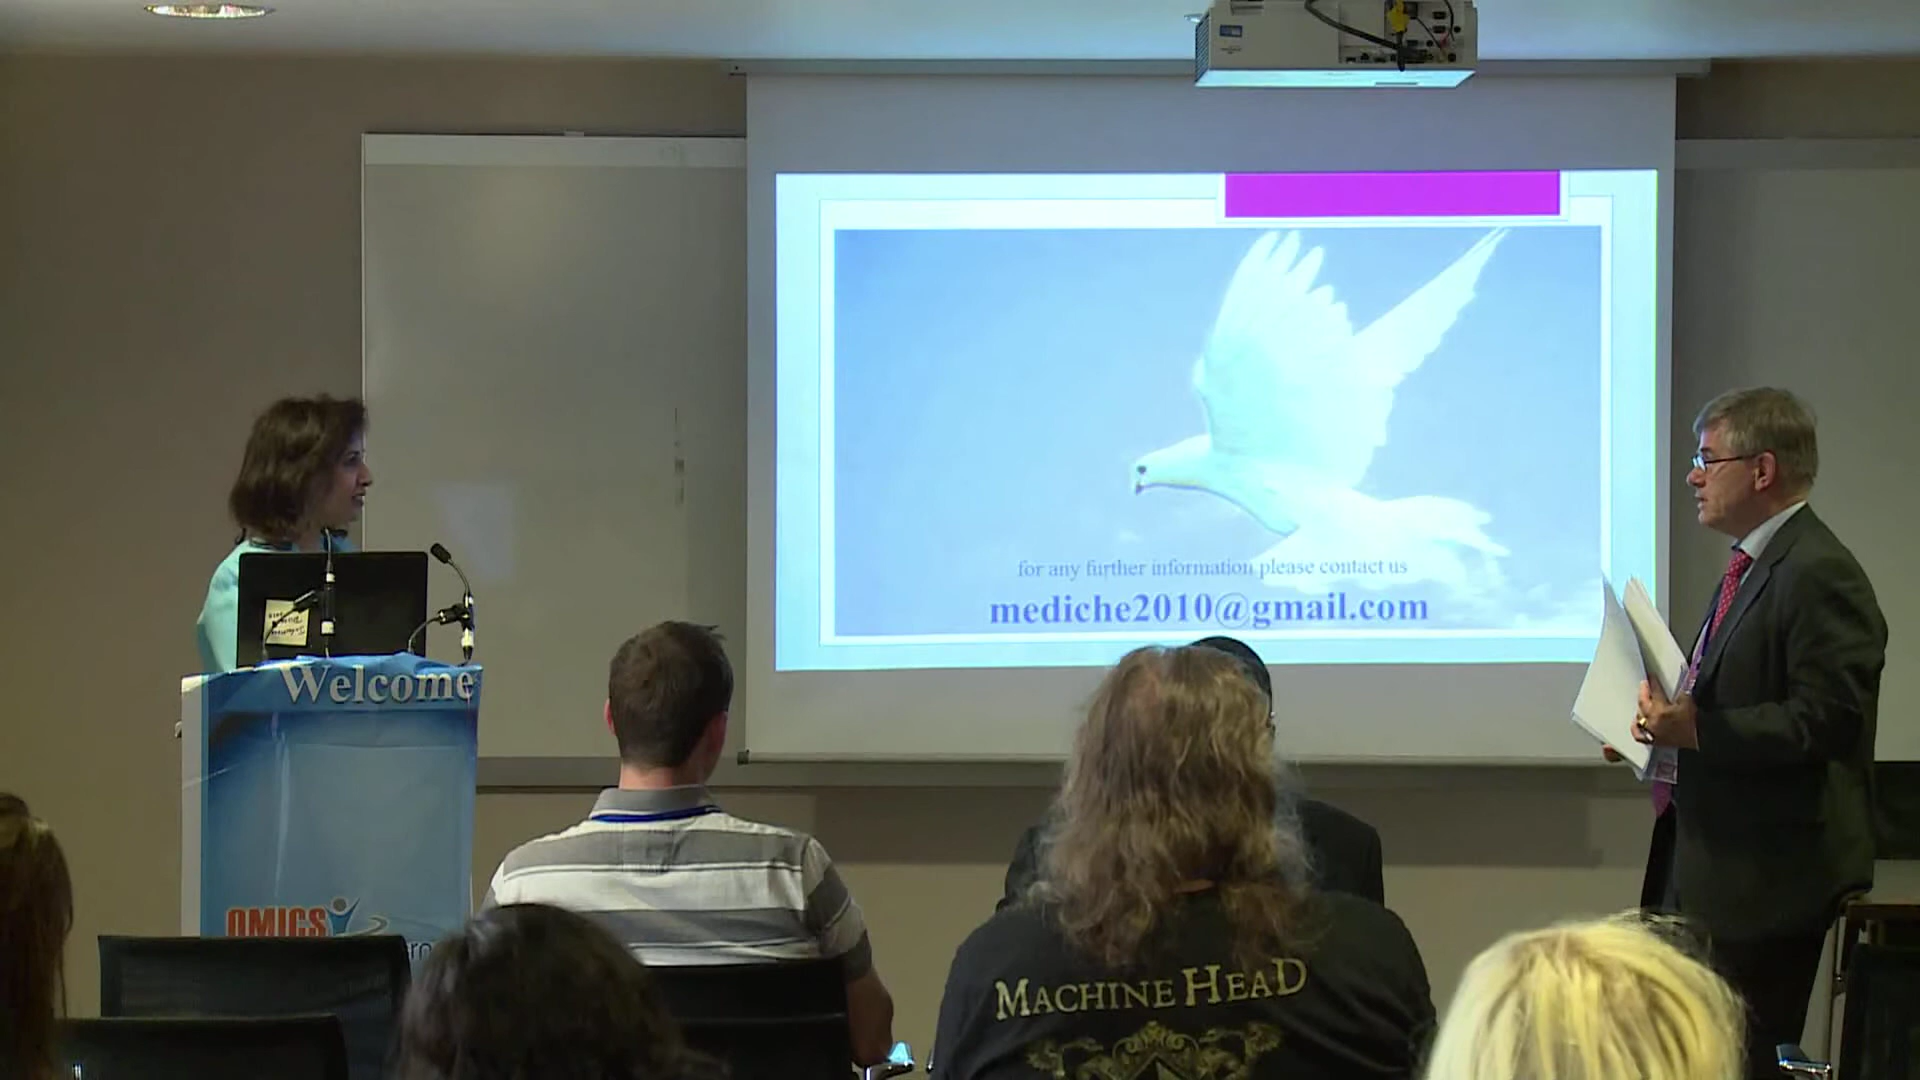 for any further information please contact us
mediche2010@gmail.com
Welcome
OMICS
MACHINE HEAD